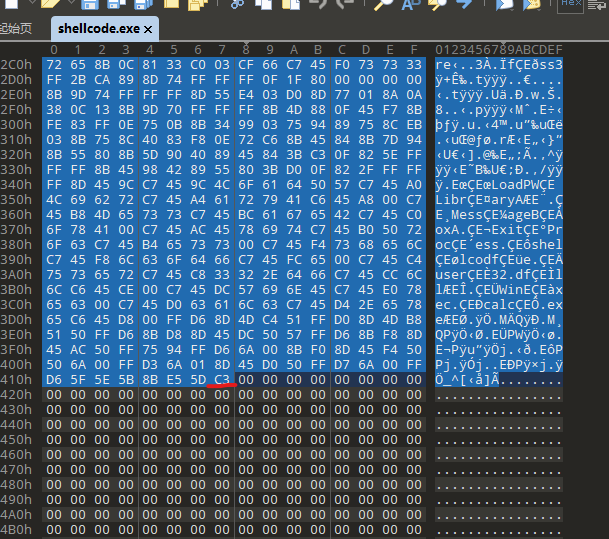 起始页 shellcode.exe ×
0 1 2 3 4 5 6 7 8 9 A B C D E F 0123456789ABCDEF
2C0h 72 65 8B 0C 81 33 C0 03 CF 66 C7 45 F0 73 73 33 re‹..3À.ÏfÇEðss3
2D0h FF 2B CA 89 8D 74 FF FF FF 0F 1F 80 00 00 00 00 ÿ+Ê‰.tÿÿÿ..€....
2E0h 8B 9D 74 FF FF FF 8D 55 E4 03 D0 8D 77 01 8A 0A ‹.tÿÿÿ.Uä.Ð.w.Š.
2F0h 38 0C 13 8B 9D 70 FF FF FF 8B 4D 88 0F 45 F7 8B 8..‹.pÿÿÿ‹Mˆ.E÷‹
300h FE 83 FF 0E 75 0B 8B 34 99 03 75 94 89 75 8C EB þƒÿ.u.‹4™.u”‰uŒë
310h 03 8B 75 8C 40 83 F8 0E 72 C6 8B 45 84 8B 7D 94 .‹uŒ@ƒø.rÆ‹E„‹}”
320h 8B 55 80 8B 5D 90 40 89 45 84 3B C3 0F 82 5E FF ‹U€‹].@‰E„;Ã.‚^ÿ
330h FF FF 8B 45 98 42 89 55 80 3B D0 0F 82 2F FF FF ÿÿ‹E˜B‰U€;Ð.‚/ÿÿ
340h FF 8D 45 9C C7 45 9C 4C 6F 61 64 50 57 C7 45 A0 ÿ.EœÇEœLoadPWÇE
350h 4C 69 62 72 C7 45 A4 61 72 79 41 C6 45 A8 00 C7 LibrÇE¤aryAÆE¨.Ç
360h 45 B8 4D 65 73 73 C7 45 BC 61 67 65 42 C7 45 C0 E¸MessÇE¼ageBÇEÀ
370h 6F 78 41 00 C7 45 AC 45 78 69 74 C7 45 B0 50 72 oxA.ÇE¬ExitÇE°Pr
380h 6F 63 C7 45 B4 65 73 73 00 C7 45 F4 73 68 65 6C ocÇE´ess.ÇEôshel
390h C7 45 F8 6C 63 6F 64 66 C7 45 FC 65 00 C7 45 C4 ÇEølcodfÇEüe.ÇEÄ
3A0h 75 73 65 72 C7 45 C8 33 32 2E 64 66 C7 45 CC 6C userÇEÈ32.dfÇEÌl
3B0h 6C C6 45 CE 00 C7 45 DC 57 69 6E 45 C7 45 E0 78 lÆEÎ.ÇEÜWinEÇEàx
3C0h 65 63 00 C7 45 D0 63 61 6C 63 C7 45 D4 2E 65 78 ec.ÇEÐcalcÇEÔ.ex
3D0h 65 C6 45 D8 00 FF D6 8D 4D C4 51 FF D0 8D 4D B8 eÆEØ.ÿÖ.MÄQÿÐ.M¸
3E0h 51 50 FF D6 8B D8 8D 45 DC 50 57 FF D6 8B F8 8D QPÿÖ‹Ø.EÜPWÿÖ‹ø.
3F0h 45 AC 50 FF 75 94 FF D6 6A 00 8B F0 8D 45 F4 50 E¬Pÿu”ÿÖj.‹ð.EôP
400h 50 6A 00 FF D3 6A 01 8D 45 D0 50 FF D7 6A 00 FF Pj.ÿÓj..EÐPÿ×j.ÿ
410h D6 5F 5E 5B 8B E5 5D C3 00 00 00 00 00 00 00 00 Ö_^[‹å]Ã........
420h 00 00 00 00 00 00 00 00 00 00 00 00 00 00 00 00 ................
430h 00 00 00 00 00 00 00 00 00 00 00 00 00 00 00 00 ................
440h 00 00 00 00 00 00 00 00 00 00 00 00 00 00 00 00 ................
450h 00 00 00 00 00 00 00 00 00 00 00 00 00 00 00 00 ................
460h 00 00 00 00 00 00 00 00 00 00 00 00 00 00 00 00 ................
470h 00 00 00 00 00 00 00 00 00 00 00 00 00 00 00 00 ................
480h 00 00 00 00 00 00 00 00 00 00 00 00 00 00 00 00 ................
490h 00 00 00 00 00 00 00 00 00 00 00 00 00 00 00 00 ................
4A0h 00 00 00 00 00 00 00 00 00 00 00 00 00 00 00 00 ................
4B0h 00 00 00 00 00 00 00 00 00 00 00 00 00 00 00 00 ................